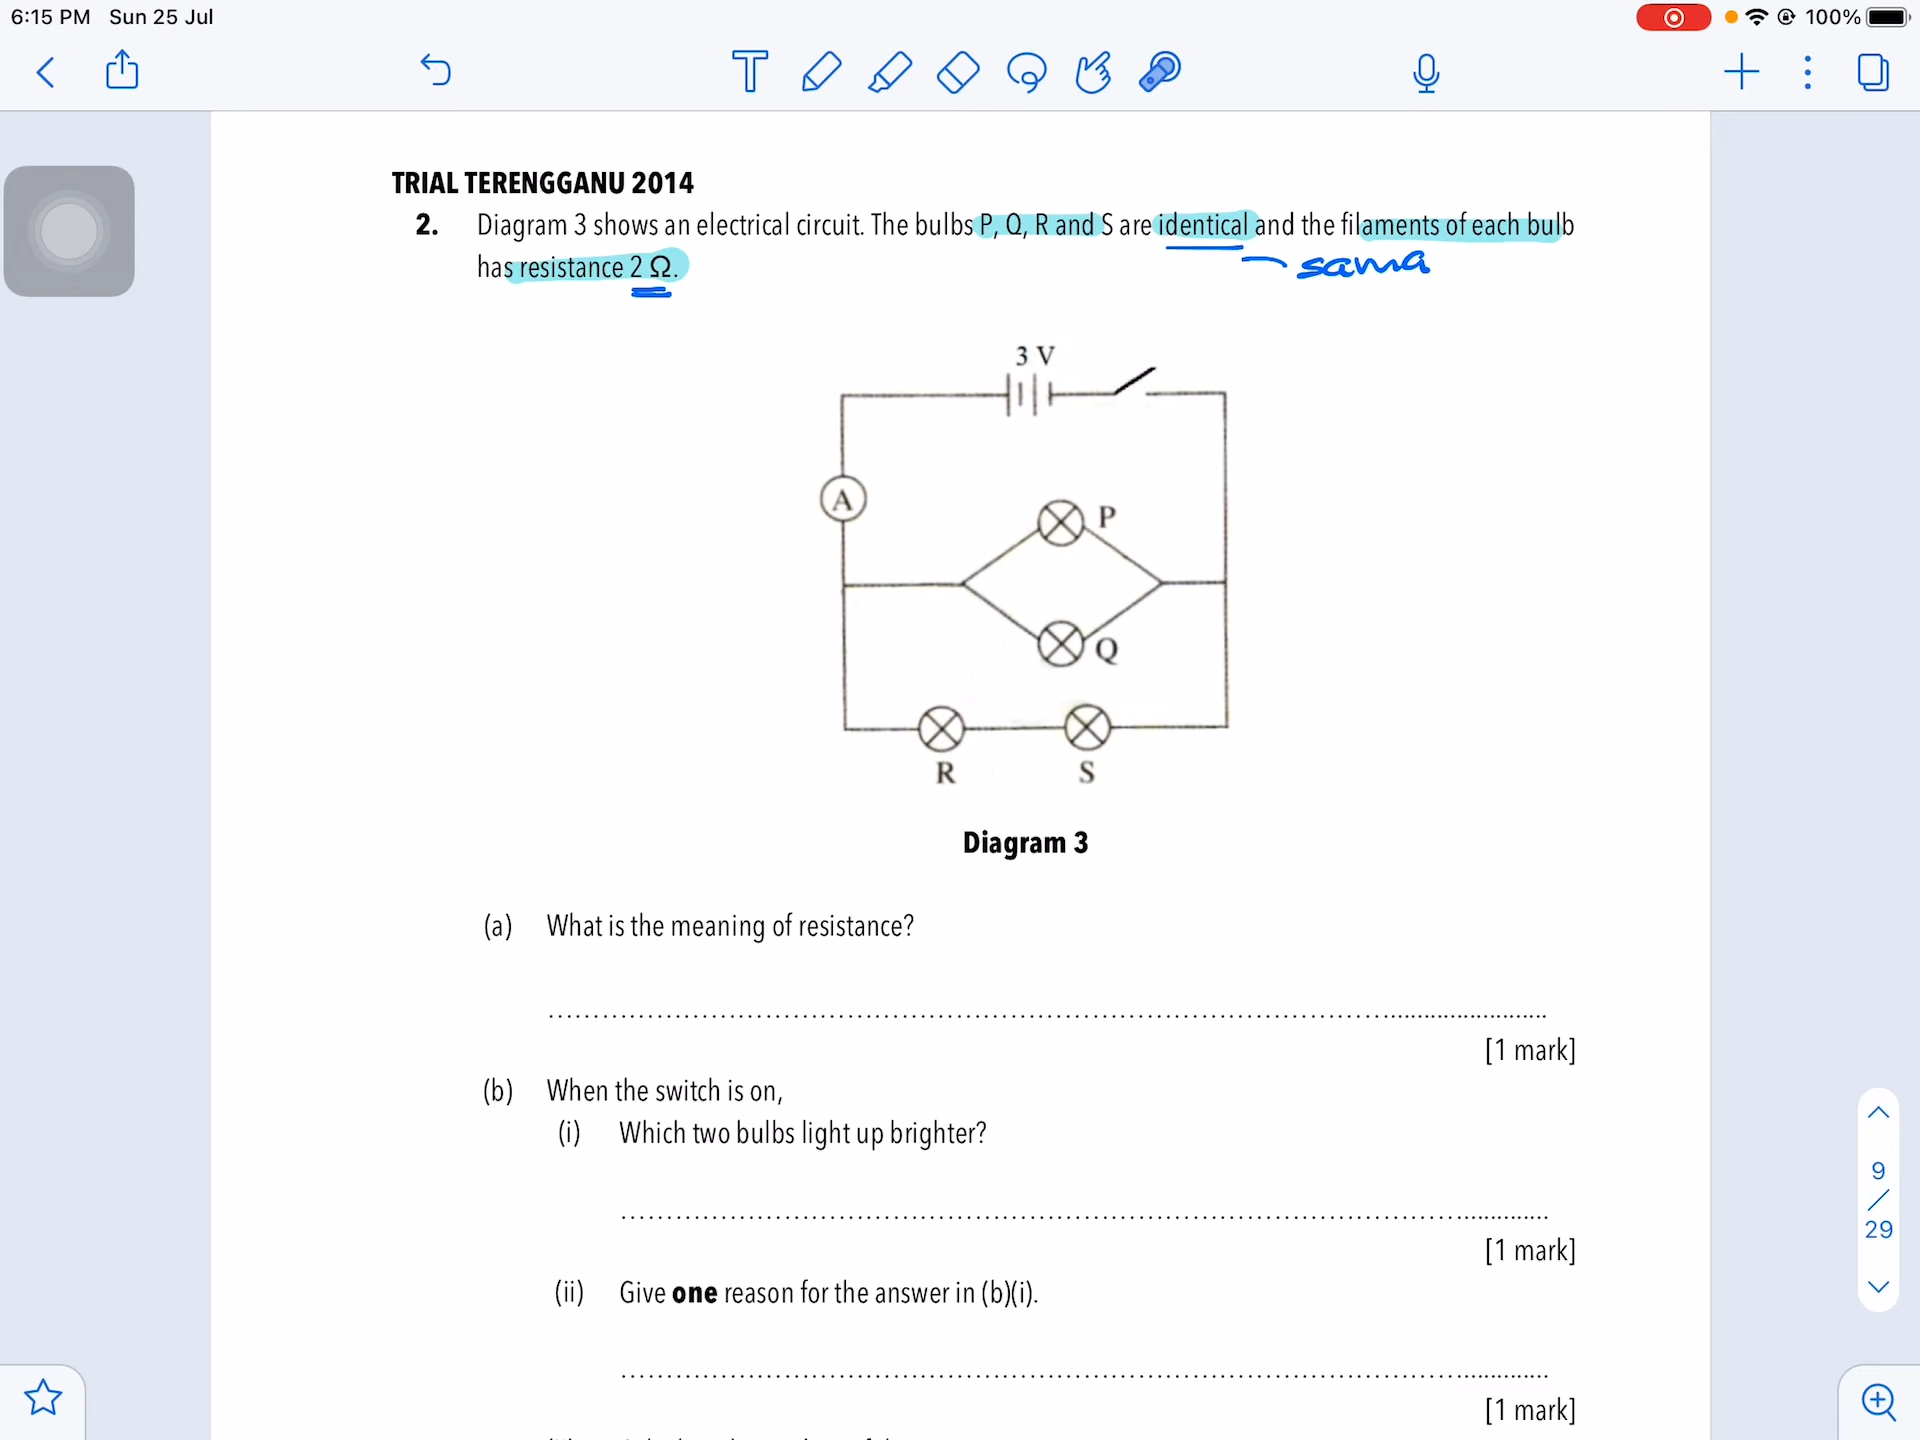 6:15 PM Sun 25 Jul
100%
TRIAL TERENGGANU 2014
2. Diagram 3 shows an electrical circuit. The bulbs P, Q, R and S are identical and the filaments of each bulb
has resistance 2 Ω.
sama
3 V
A
P
Q
R S
Diagram 3
(a) What is the meaning of resistance?
[1 mark]
(b) When the switch is on,
(i) Which two bulbs light up brighter?
[1 mark]
(ii) Give one reason for the answer in (b)(i).
[1 mark]
9
/
29